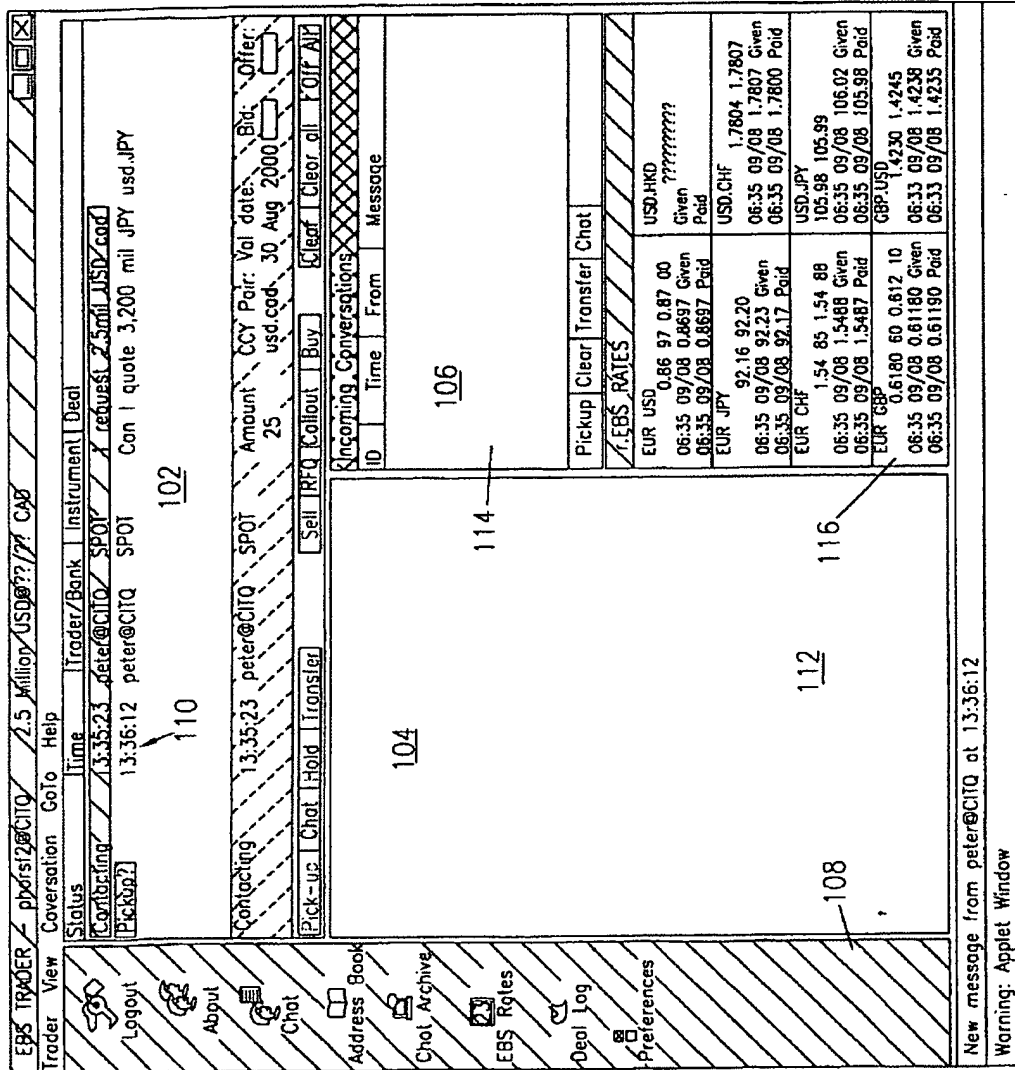 EBS TRADER – pborsf2@CITQ 2.5 Million USD@??/?? CAD
Trader View Coversation GoTo Help
Status Time Trader/Bank Instrument Deal
Contacting 13:35:23 peter@CITQ SPOT request 2.5mil USD/cad
Pickup? 13:36:12 peter@CITQ SPOT Can I quote 3,200 mil JPY usd.JPY
110
102
Amount CCY Pair: Val date: Bid: Offer:
Contacting 13:35:23 peter@CITQ SPOT 25 usd.cad 30 Aug 2000
Pick-up Chat Hold Transfer Sell RFQ Callout Buy Clear Clear all Off All
Logout
About
Chat
Address Book
Chat Archive
EBS Rates
Deal Log
Preferences
108
104
112
Incoming Conversations
ID Time From Message
106
114
Pickup Clear Transfer Chat
EBS RATES
EUR USD
0.86 97 0.87 00
06:35 09/08 0.8697 Given
06:35 09/08 0.8697 Paid
USD.HKD
?????????
Given
Paid
EUR JPY
92.16 92.20
06:35 09/08 92.23 Given
06:35 09/08 92.17 Paid
USD.CHF
1.7804 1.7807
06:35 09/08 1.7807 Given
06:35 09/08 1.7800 Paid
EUR CHF
1.54 85 1.54 88
06:35 09/08 1.5488 Given
06:35 09/08 1.5487 Paid
USD.JPY
105.98 105.99
06:35 09/08 106.02 Given
06:35 09/08 105.98 Paid
EUR GBP
0.6180 60 0.612 10
06:35 09/08 0.61180 Given
06:35 09/08 0.61190 Paid
GBP.USD
1.4230 1.4245
06:33 09/08 1.4238 Given
06:33 09/08 1.4235 Paid
116
New message from peter@CITQ at 13:36:12
Warning: Applet Window